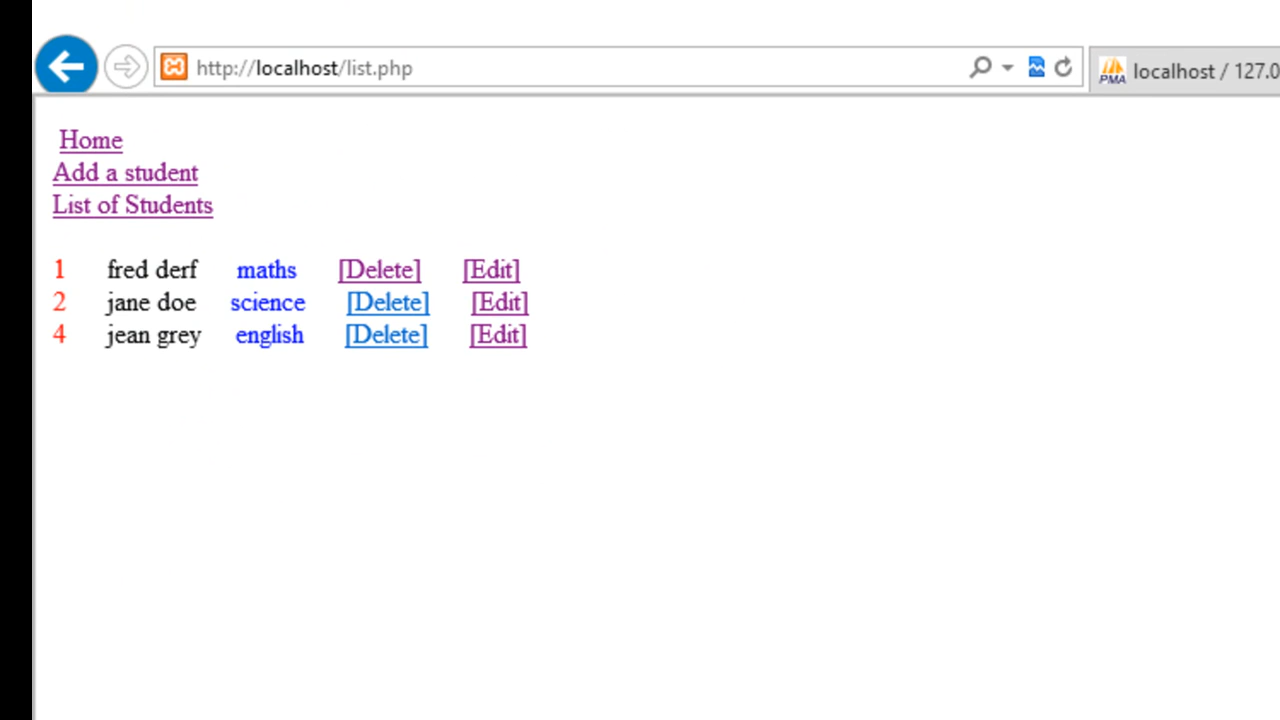 http://localhost/list.php
PMA localhost / 127.0
Home
Add a student
List of Students
1 fred derf maths [Delete] [Edit]
2 jane doe science [Delete] [Edit]
4 jean grey english [Delete] [Edit]